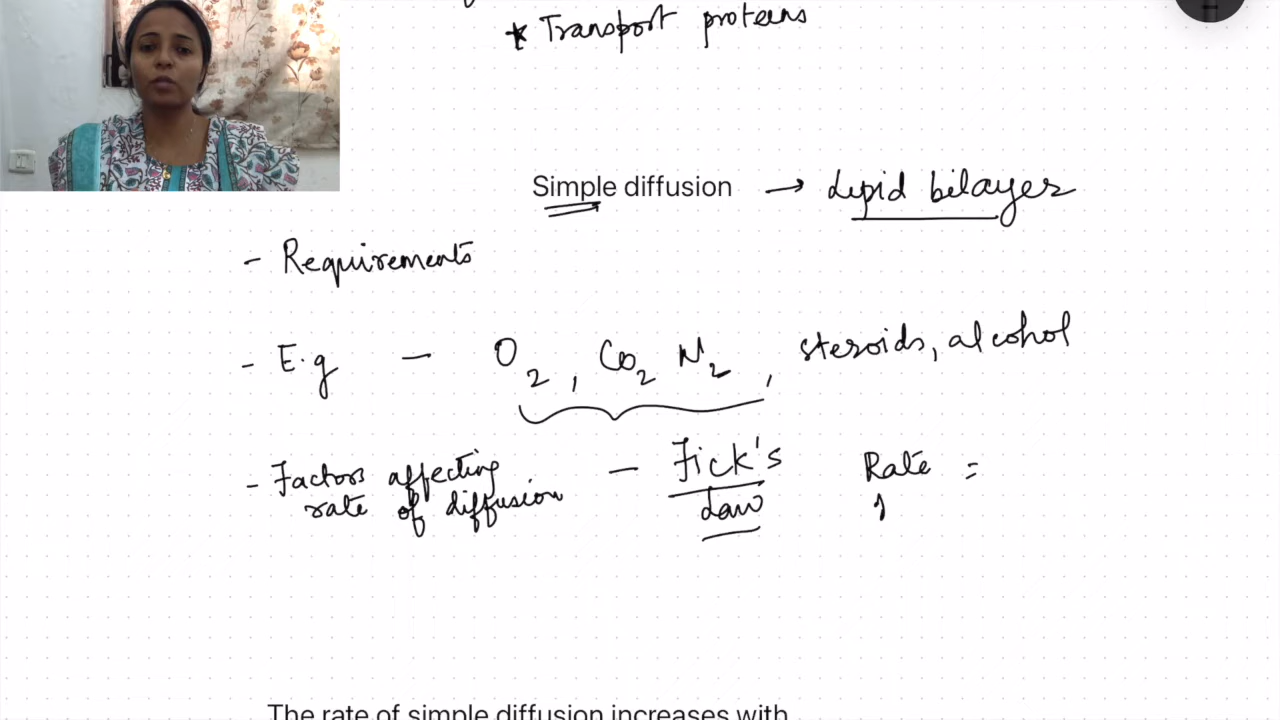 * Transport proteins
Simple diffusion → Lipid bilayer
- Requirements
- E.g - O2, CO2 N2, steroids, alcohol
- Factors affecting rate of diffusion - Fick's Law Rate =
The rate of simple diffusion increases with